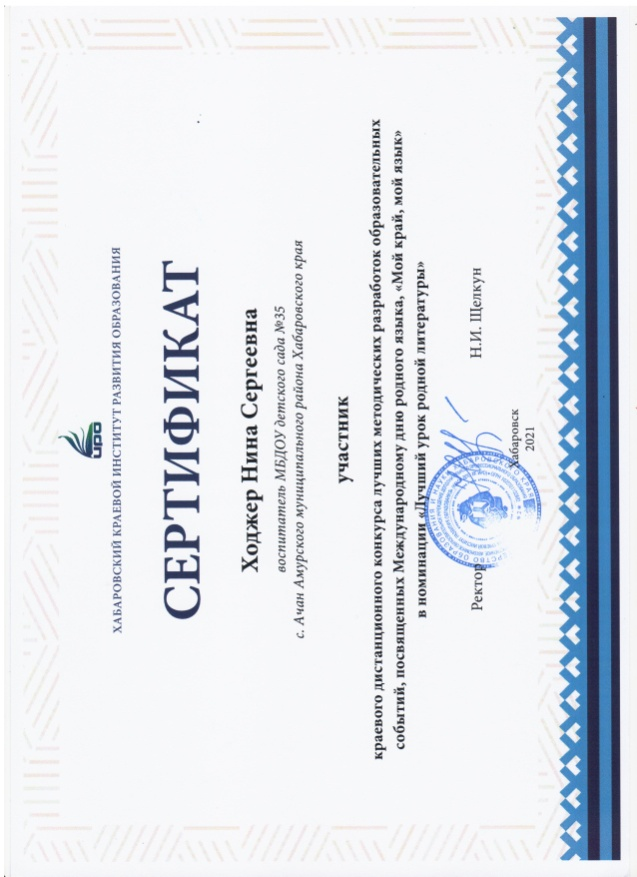 иро
ХАБАРОВСКИЙ КРАЕВОЙ ИНСТИТУТ РАЗВИТИЯ ОБРАЗОВАНИЯ
СЕРТИФИКАТ
Ходжер Нина Сергеевна
воспитатель МБДОУ детского сада №35
с. Ачан Амурского муниципального района Хабаровского края
участник
краевого дистанционного конкурса лучших методических разработок образовательных
событий, посвященных Международному дню родного языка, «Мой край, мой язык»
в номинации «Лучший урок родной литературы»
Ректор Н.И. Щелкун
Хабаровск
2021